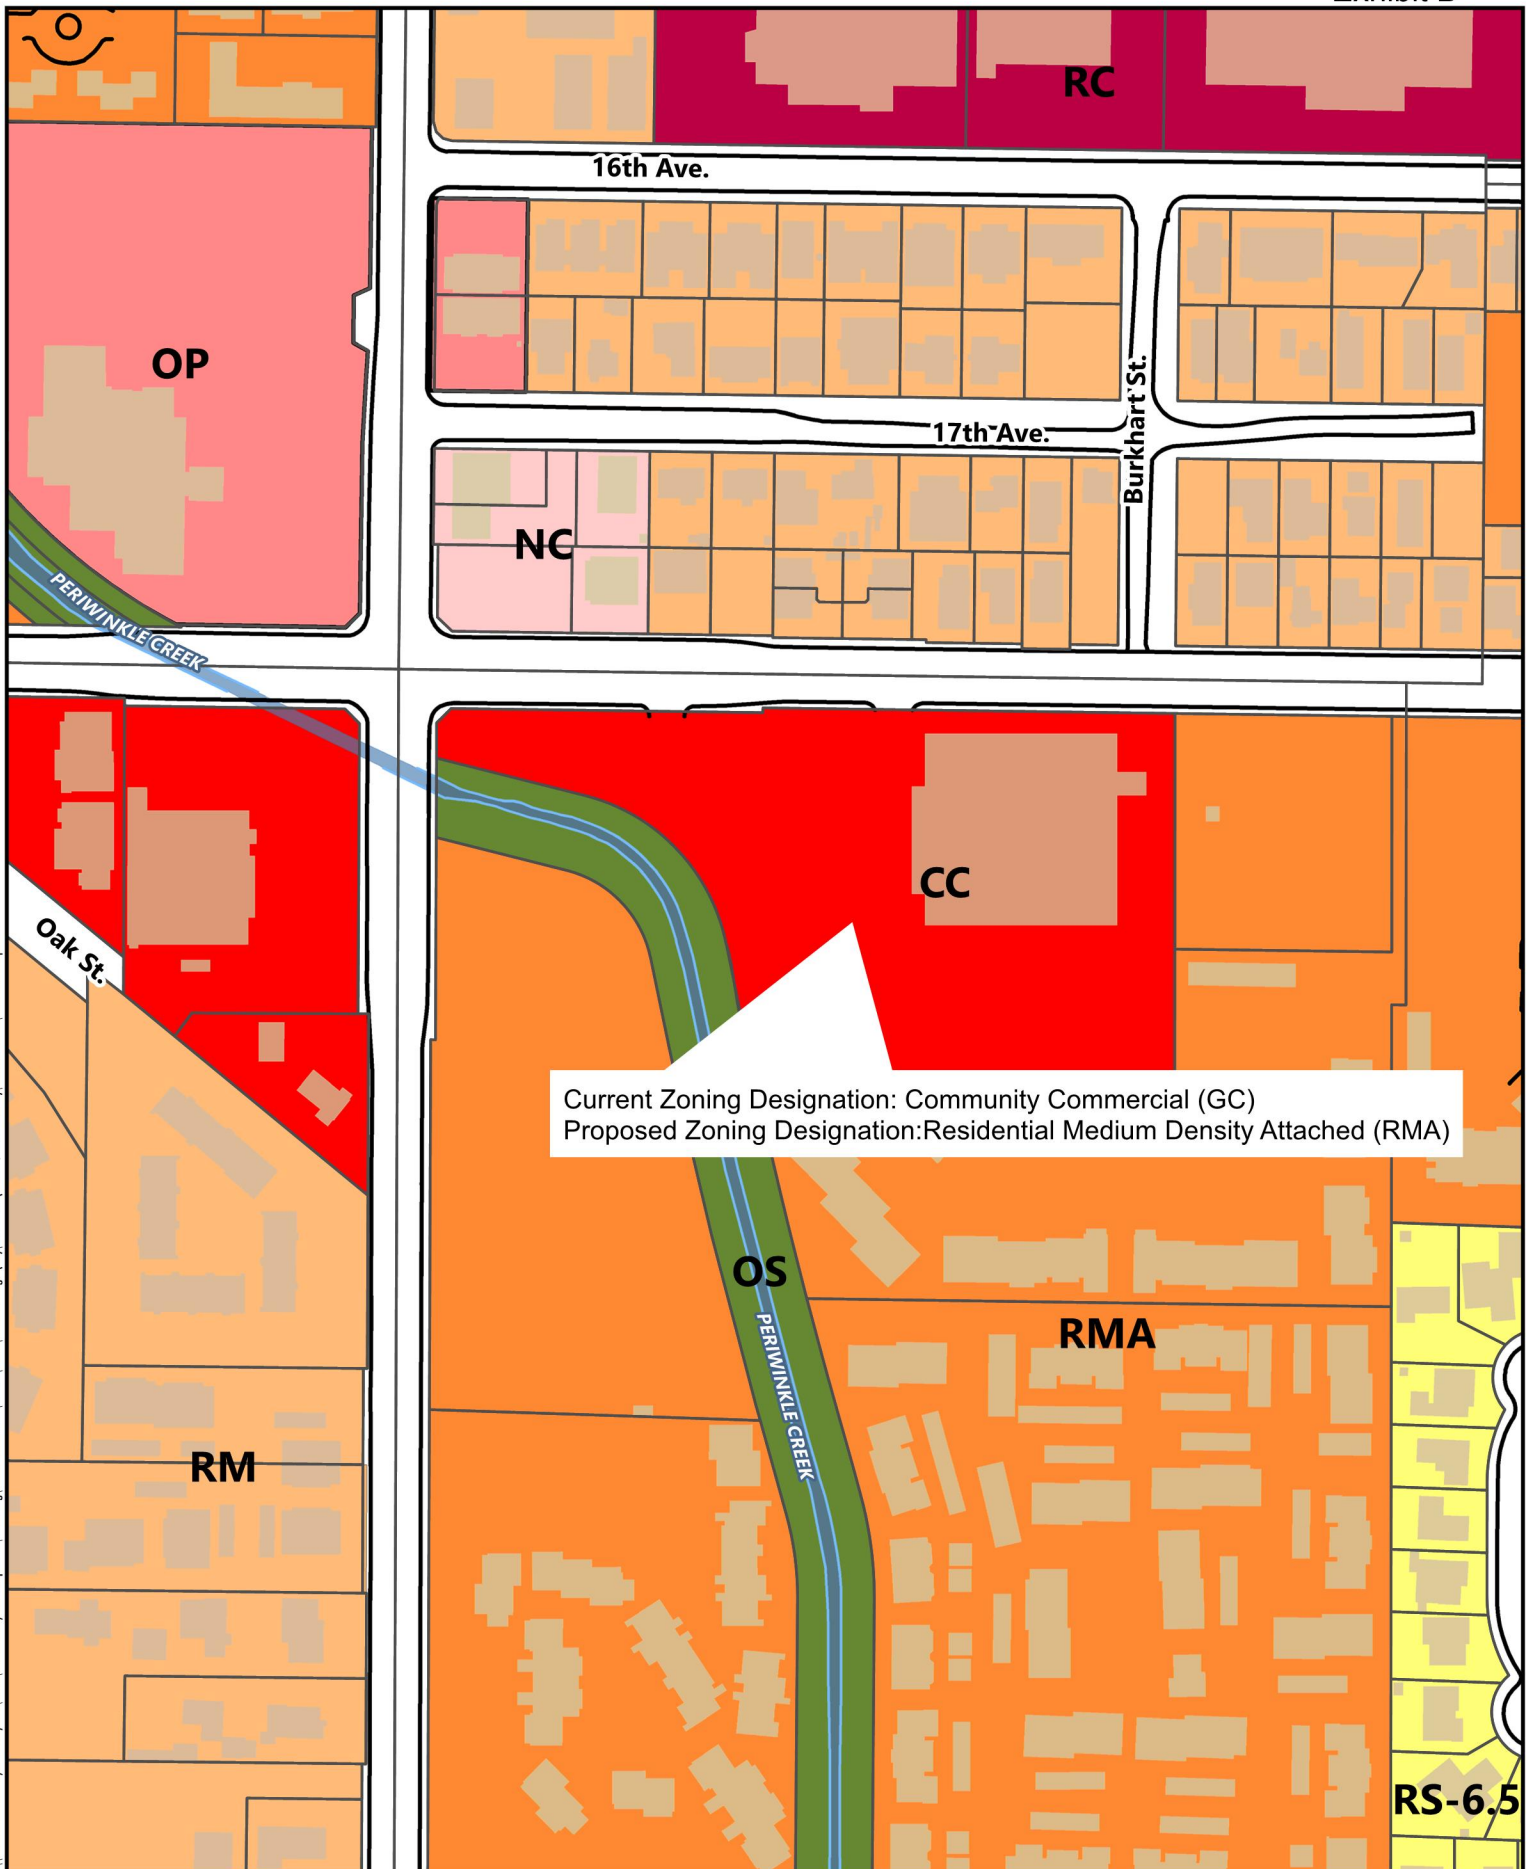 RC
16th Ave.
OP
17th Ave.
Burkhart St.
NC
PERIWINKLE CREEK
CC
Oak St.
Current Zoning Designation: Community Commercial (GC)
Proposed Zoning Designation:Residential Medium Density Attached (RMA)
OS
RMA
PERIWINKLE CREEK
RM
RS-6.5